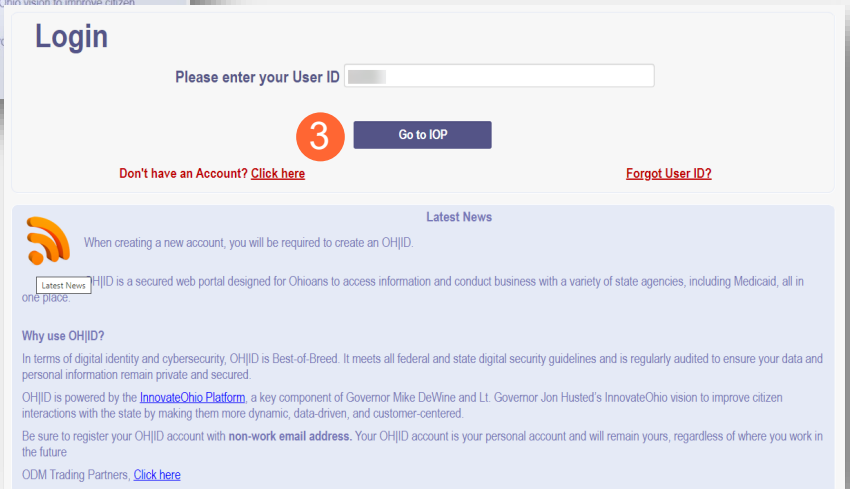 Ohio vision to improve citizen
Login
Please enter your User ID
3
Go to IOP
Don't have an Account? Click here
Forgot User ID?
Latest News
When creating a new account, you will be required to create an OH|ID.
H|ID is a secured web portal designed for Ohioans to access information and conduct business with a variety of state agencies, including Medicaid, all in
Latest News
one place.
Why use OH|ID?
In terms of digital identity and cybersecurity, OH|ID is Best-of-Breed. It meets all federal and state digital security guidelines and is regularly audited to ensure your data and
personal information remain private and secured.
OH|ID is powered by the InnovateOhio Platform, a key component of Governor Mike DeWine and Lt. Governor Jon Husted's InnovateOhio vision to improve citizen
interactions with the state by making them more dynamic, data-driven, and customer-centered.
Be sure to register your OH|ID account with non-work email address. Your OH|ID account is your personal account and will remain yours, regardless of where you work in
the future
ODM Trading Partners, Click here